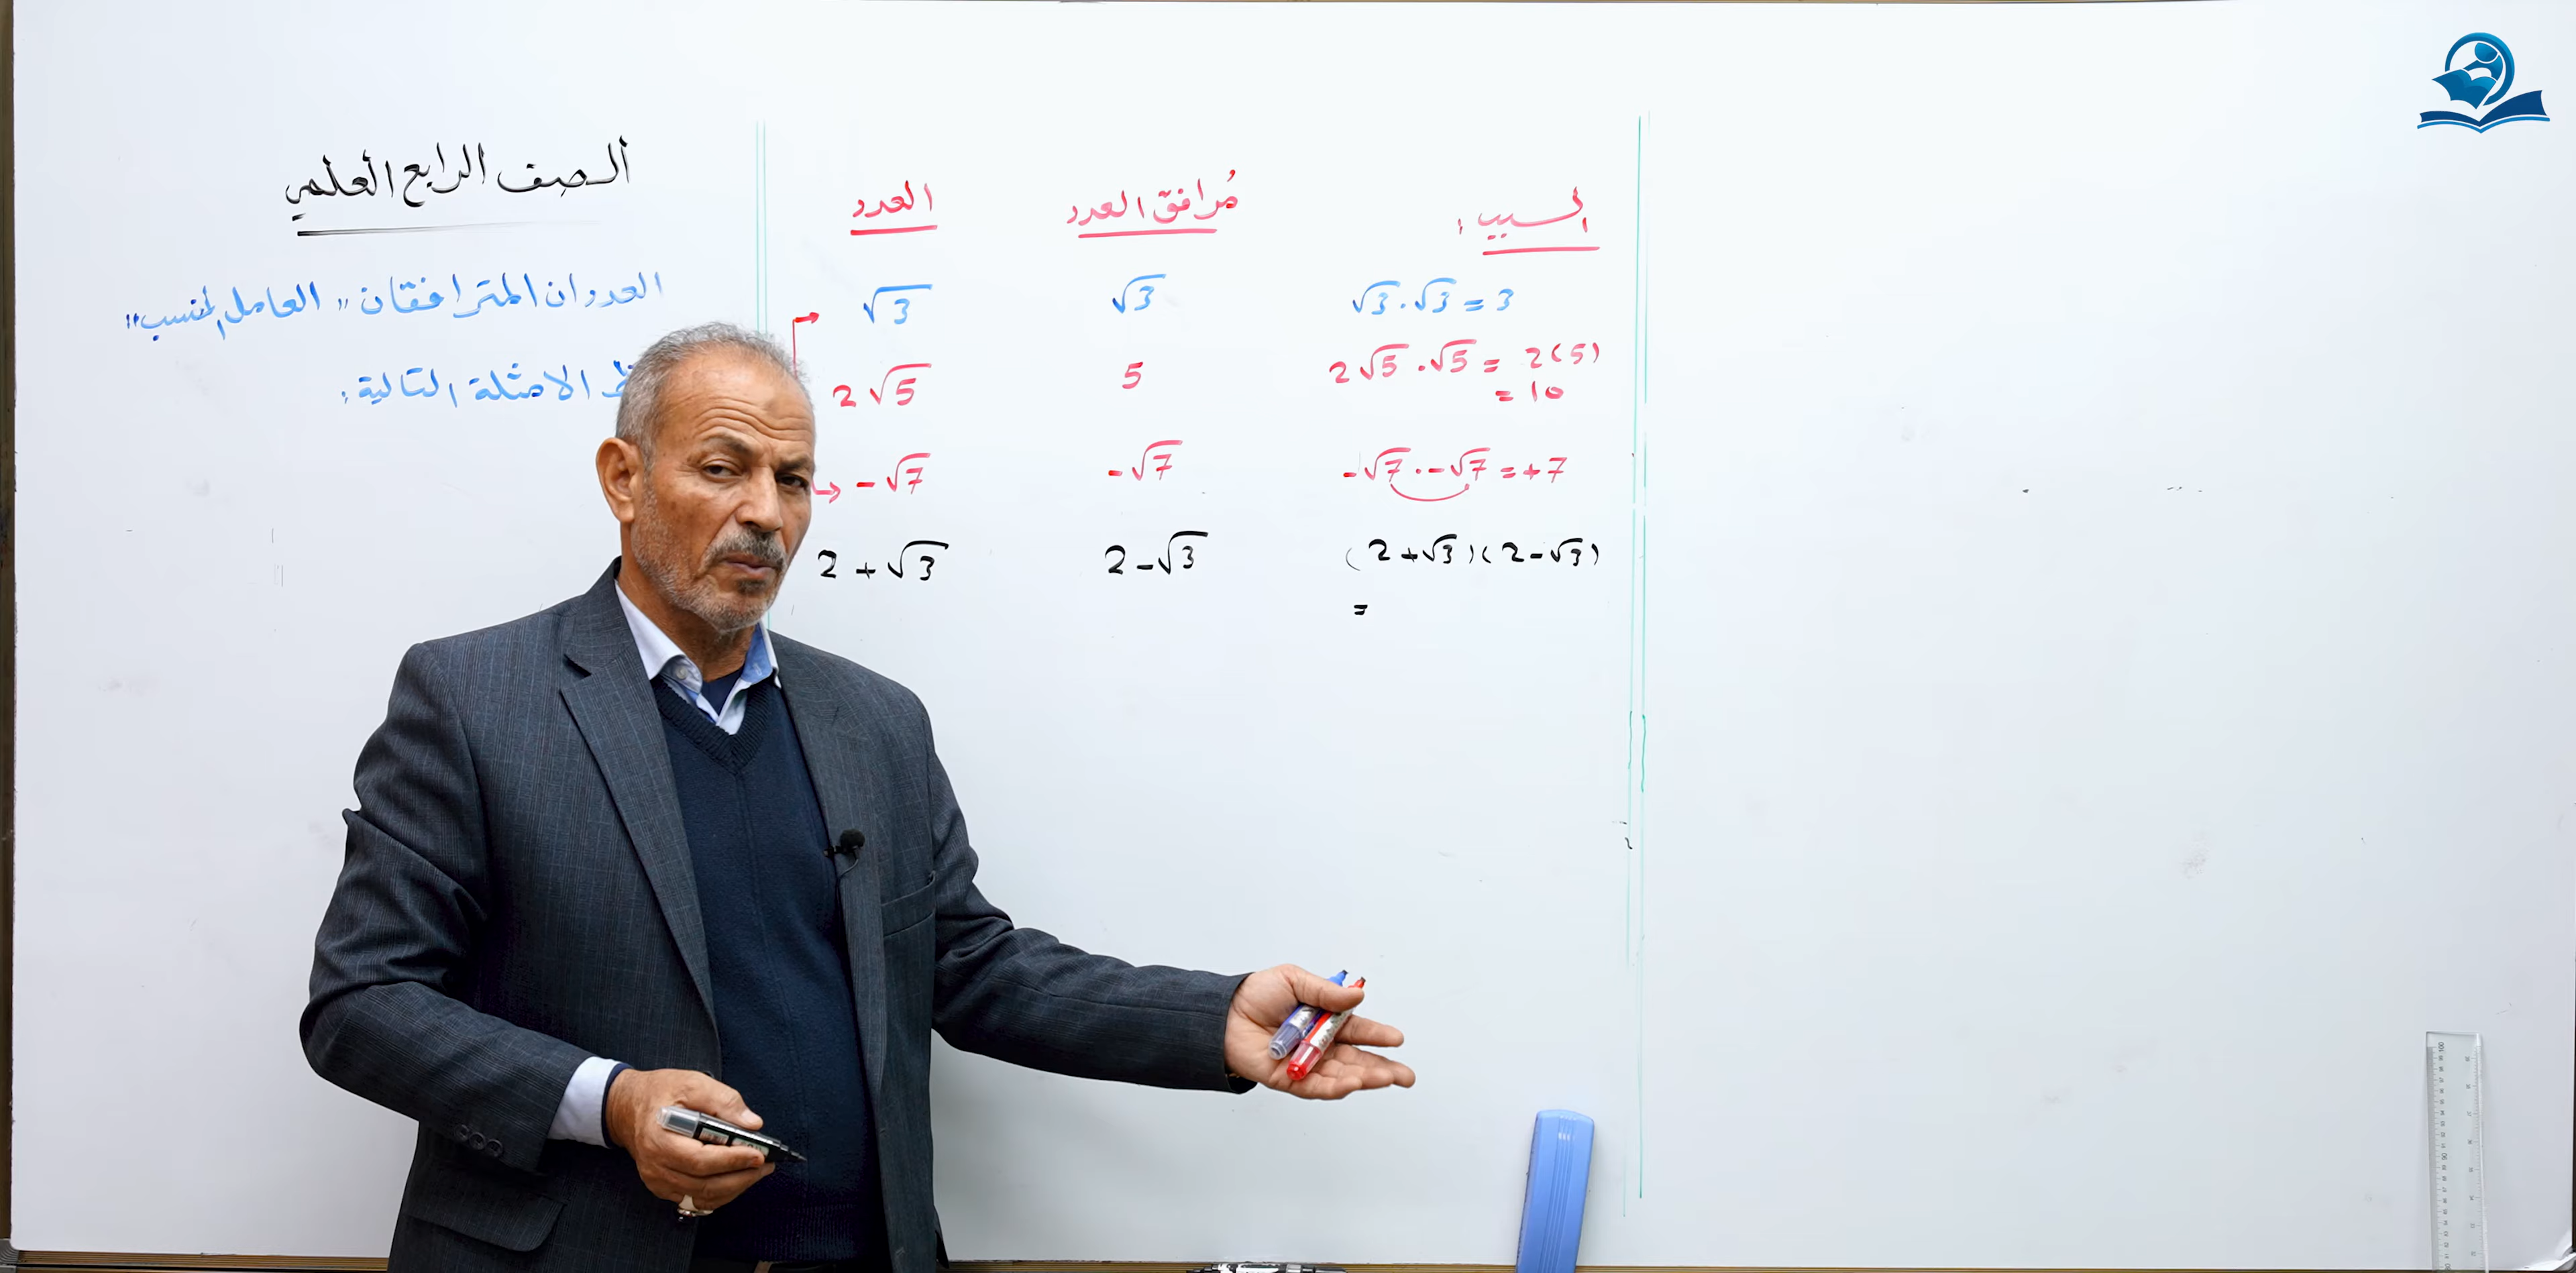 الصف الرابع العلمي
العددان المترافقان "العامل المنسب"
الامثلة التالية:
العدد	مُرافق العدد	السبب:
√3	√3	√3 . √3 = 3
2√5	5	2√5 . √5 = 2(5)
= 10
-√7	-√7	-√7 . -√7 = +7
2 + √3	2 - √3	(2 + √3)(2 - √3)
=